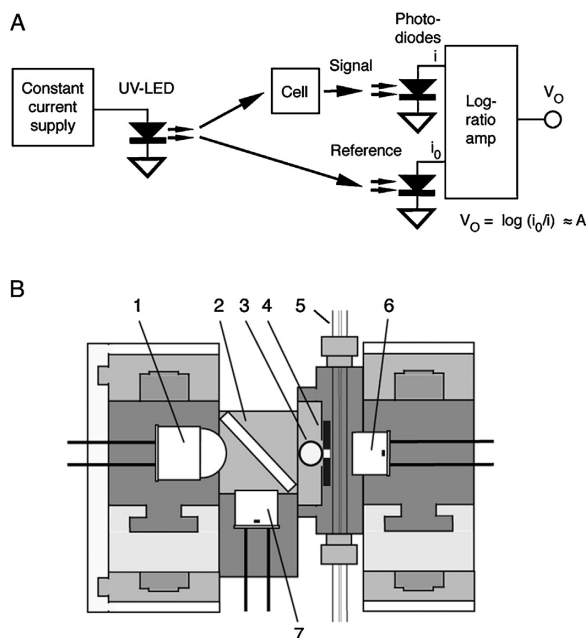 A
Constant
current
supply
UV-LED
Cell
Signal
Reference
Photo-
diodes
i
i0
Log-
ratio
amp
VO
VO = log (i0/i) ≈ A
B
1 2 3 4 5 6
7